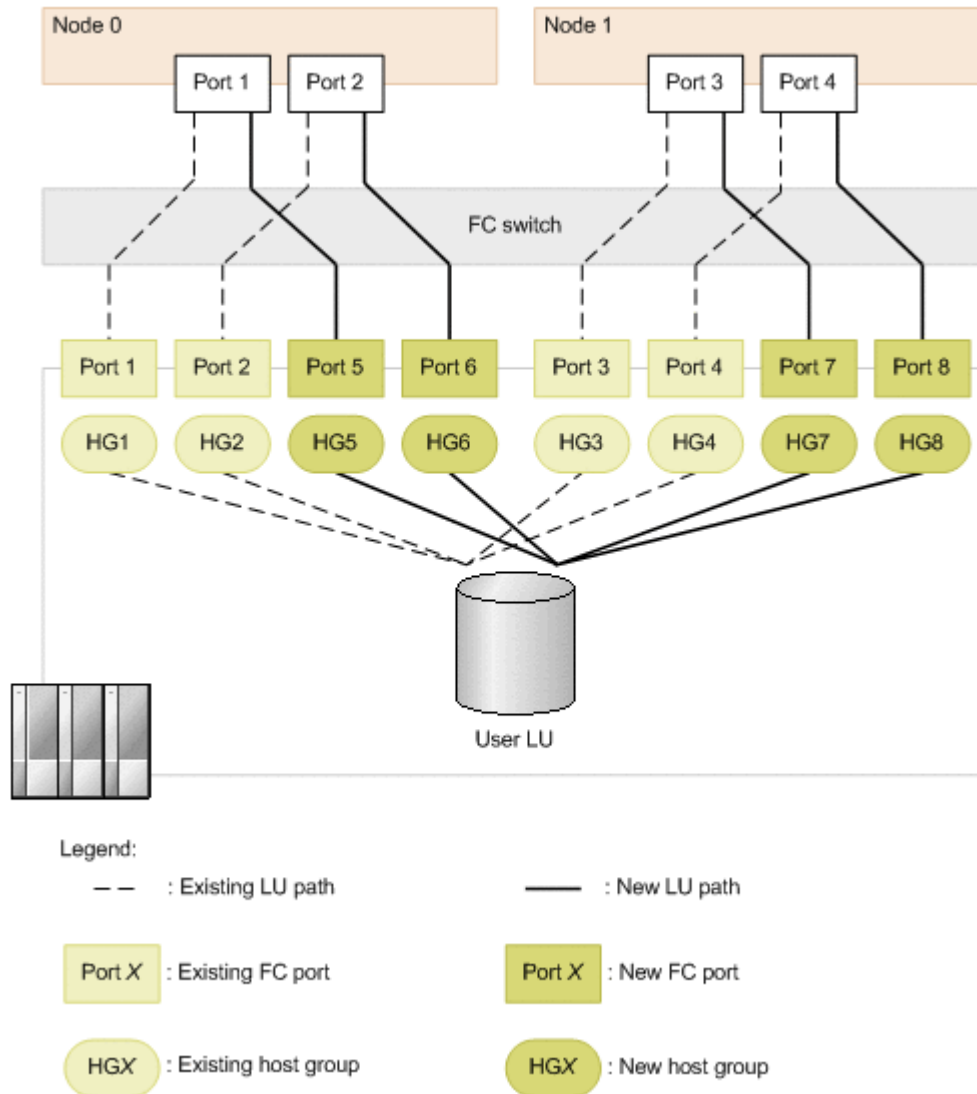 Node 0
Node 1
Port 1
Port 2
Port 3
Port 4
FC switch
Port 1
Port 2
Port 5
Port 6
Port 3
Port 4
Port 7
Port 8
HG1
HG2
HG5
HG6
HG3
HG4
HG7
HG8
User LU
Legend:
: Existing LU path
: New LU path
Port X : Existing FC port
Port X : New FC port
HGX : Existing host group
HGX : New host group